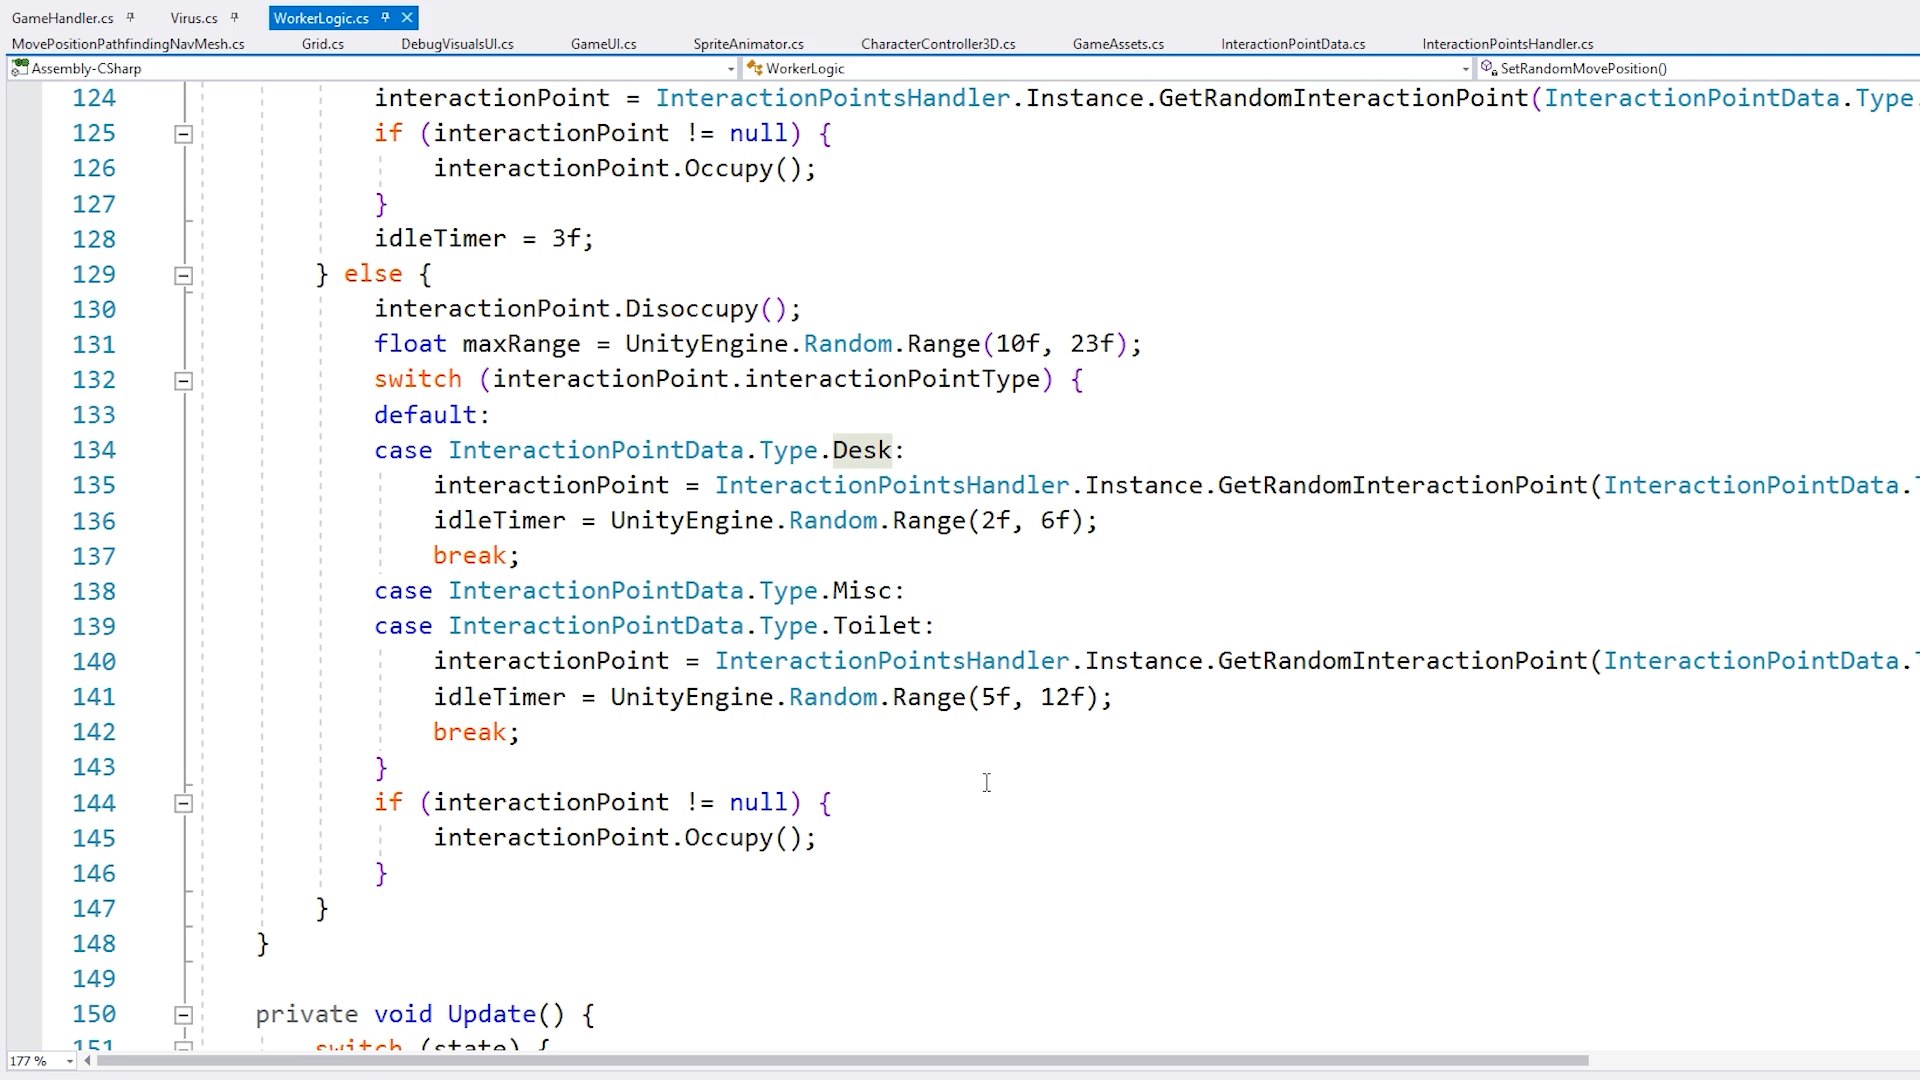 GameHandler.cs Virus.cs WorkerLogic.cs
MovePositionPathfindingNavMesh.cs Grid.cs DebugVisualsUI.cs GameUI.cs SpriteAnimator.cs CharacterController3D.cs GameAssets.cs InteractionPointData.cs InteractionPointsHandler.cs
Assembly-CSharp WorkerLogic SetRandomMovePosition()
124 interactionPoint = InteractionPointsHandler.Instance.GetRandomInteractionPoint(InteractionPointData.Type.
125 if (interactionPoint != null) {
126 interactionPoint.Occupy();
127 }
128 idleTimer = 3f;
129 } else {
130 interactionPoint.Disoccupy();
131 float maxRange = UnityEngine.Random.Range(10f, 23f);
132 switch (interactionPoint.interactionPointType) {
133 default:
134 case InteractionPointData.Type.Desk:
135 interactionPoint = InteractionPointsHandler.Instance.GetRandomInteractionPoint(InteractionPointData.
136 idleTimer = UnityEngine.Random.Range(2f, 6f);
137 break;
138 case InteractionPointData.Type.Misc:
139 case InteractionPointData.Type.Toilet:
140 interactionPoint = InteractionPointsHandler.Instance.GetRandomInteractionPoint(InteractionPointData.
141 idleTimer = UnityEngine.Random.Range(5f, 12f);
142 break;
143 }
144 if (interactionPoint != null) {
145 interactionPoint.Occupy();
146 }
147 }
148 }
149
150 private void Update() {
151 switch (state) {
177 %